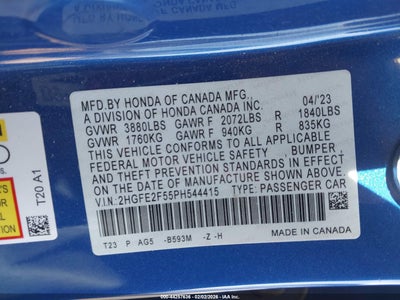 MFD.BY HONDA OF CANADA MFG., 04/'23
A DIVISION OF HONDA CANADA INC.
GVWR 3880LBS GAWR F 2072LBS R 1840LBS
GVWR 1760KG GAWR F 940KG R 835KG
THIS VEHICLE CONFORMS TO ALL APPLICABLE
FEDERAL MOTOR VEHICLE SAFETY, BUMPER,
AND THEFT PREVENTION STANDARDS IN EFFECT ON THE
DATE OF MANUFACTURE SHOWN ABOVE.
V.I.N: 2HGFE2F55PH544415 TYPE: PASSENGER CAR
T23 P AG5 -B593M -Z -H
T20 A1
IN CANADA
000-44257636 02/02/2026 - IAA, Inc.